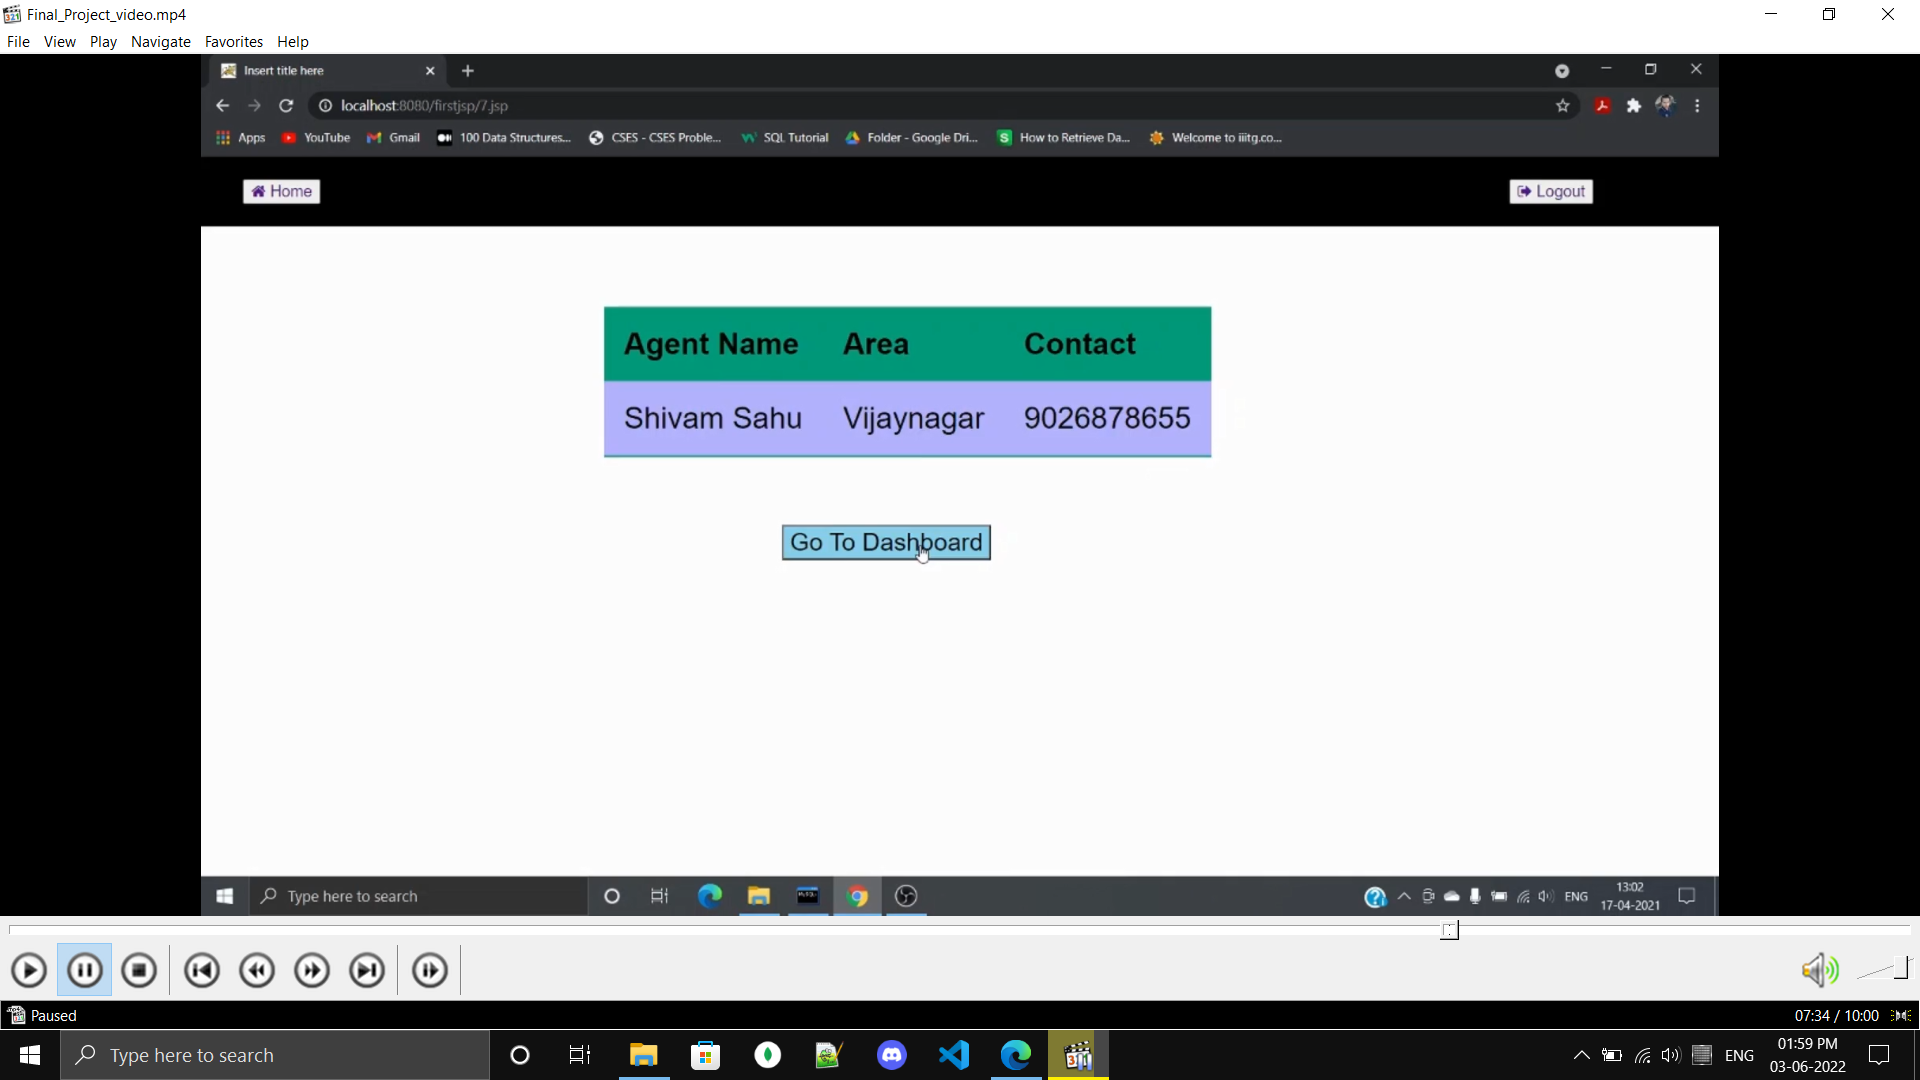 Final_Project_video.mp4
File View Play Navigate Favorites Help
Insert title here
localhost:8080/firstjsp/7.jsp
Apps YouTube Gmail 100 Data Structures... CSES - CSES Proble... SQL Tutorial Folder - Google Dri... How to Retrieve Da... Welcome to iiitg.co...
Home Logout
Agent Name Area Contact
Shivam Sahu Vijaynagar 9026878655
Go To Dashboard
Type here to search
ENG
13:02
17-04-2021
Paused
07:34 / 10:00
Type here to search
ENG
01:59 PM
03-06-2022